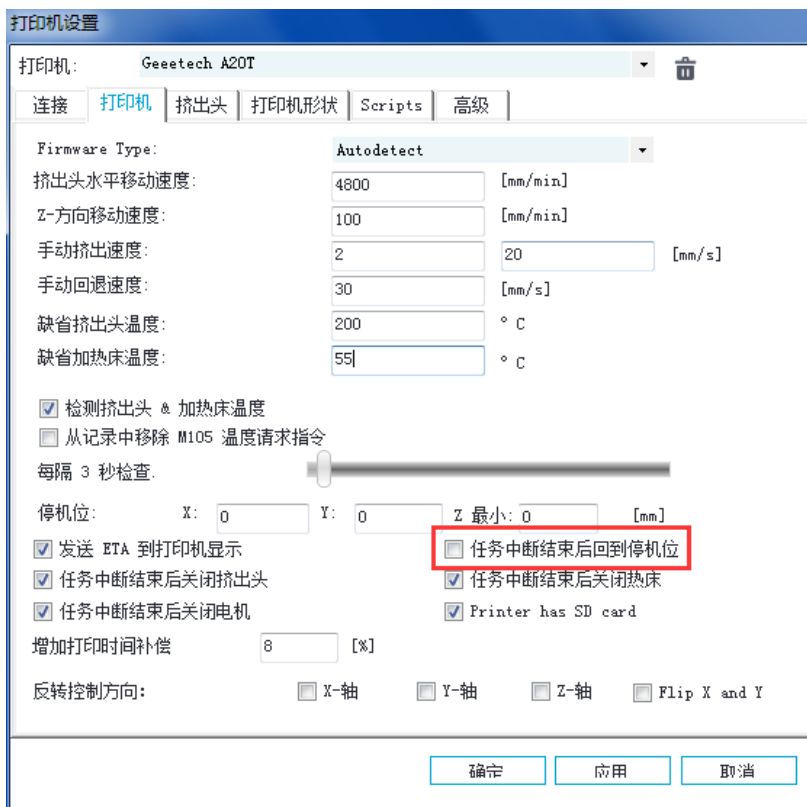 打印机设置
打印机: Geeetech A20T
连接 打印机 挤出头 打印机形状 Scripts 高级
Firmware Type: Autodetect
挤出头水平移动速度: 4800 [mm/min]
Z-方向移动速度: 100 [mm/min]
手动挤出速度: 2 20 [mm/s]
手动回退速度: 30 [mm/s]
缺省挤出头温度: 200 ° C
缺省加热床温度: 55 ° C
检测挤出头 & 加热床温度
从记录中移除 M105 温度请求指令
每隔 3 秒检查.
停机位: X: 0 Y: 0 Z 最小: 0 [mm]
发送 ETA 到打印机显示 任务中断结束后回到停机位
任务中断结束后关闭挤出头 任务中断结束后关闭热床
任务中断结束后关闭电机 Printer has SD card
增加打印时间补偿 8 [%]
反转控制方向: X-轴 Y-轴 Z-轴 Flip X and Y
确定 应用 取消